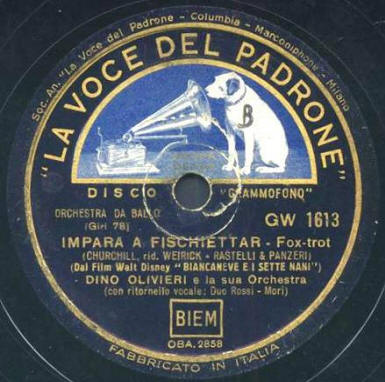 Soc. An. "La Voce del Padrone - Columbia - Marconiphone" - Milano
"LA VOCE DEL PADRONE"
B
DISCO "GRAMMOFONO"
ORCHESTRA DA BALLO
(Giri 78)
GW 1613
IMPARA A FISCHIETTAR - Fox-trot
(CHURCHILL, rid. WEIRICK - RASTELLI & PANZERI)
(Dal Film Walt Disney "BIANCANEVE E I SETTE NANI")
DINO OLIVIERI e la sua Orchestra
(con ritornello vocale: Duo Rossi - Mori)
BIEM
OBA. 2858
FABBRICATO IN ITALIA